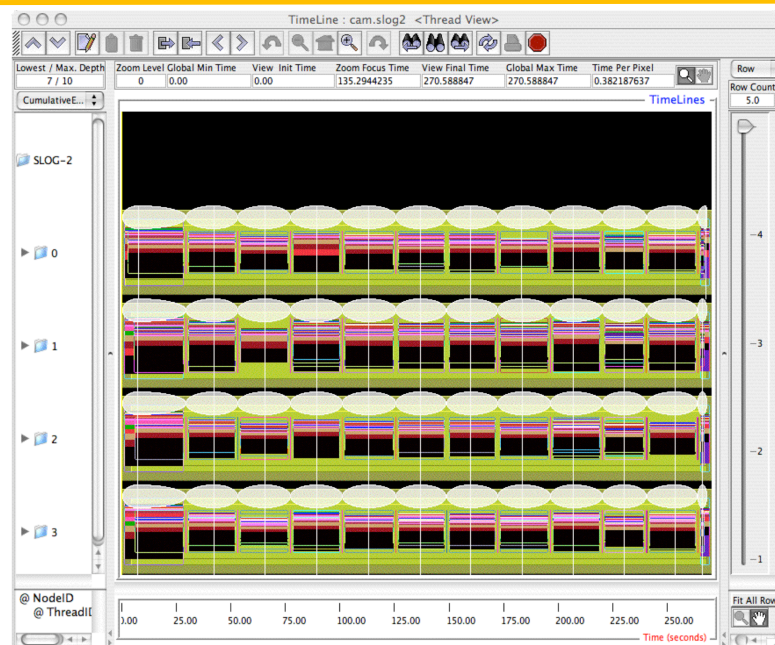 TimeLine : cam.slog2 <Thread View>
Lowest / Max. Depth
7 / 10
Zoom Level
0
Global Min Time
0.00
View Init Time
0.00
Zoom Focus Time
135.2944235
View Final Time
270.588847
Global Max Time
270.588847
Time Per Pixel
0.382187637
Row
Row Count
5.0
CumulativeE...
TimeLines
SLOG-2
0
1
2
3
4
3
2
1
@ NodeID
@ ThreadI
Fit All Row
0.00 25.00 50.00 75.00 100.00 125.00 150.00 175.00 200.00 225.00 250.00
Time (seconds)